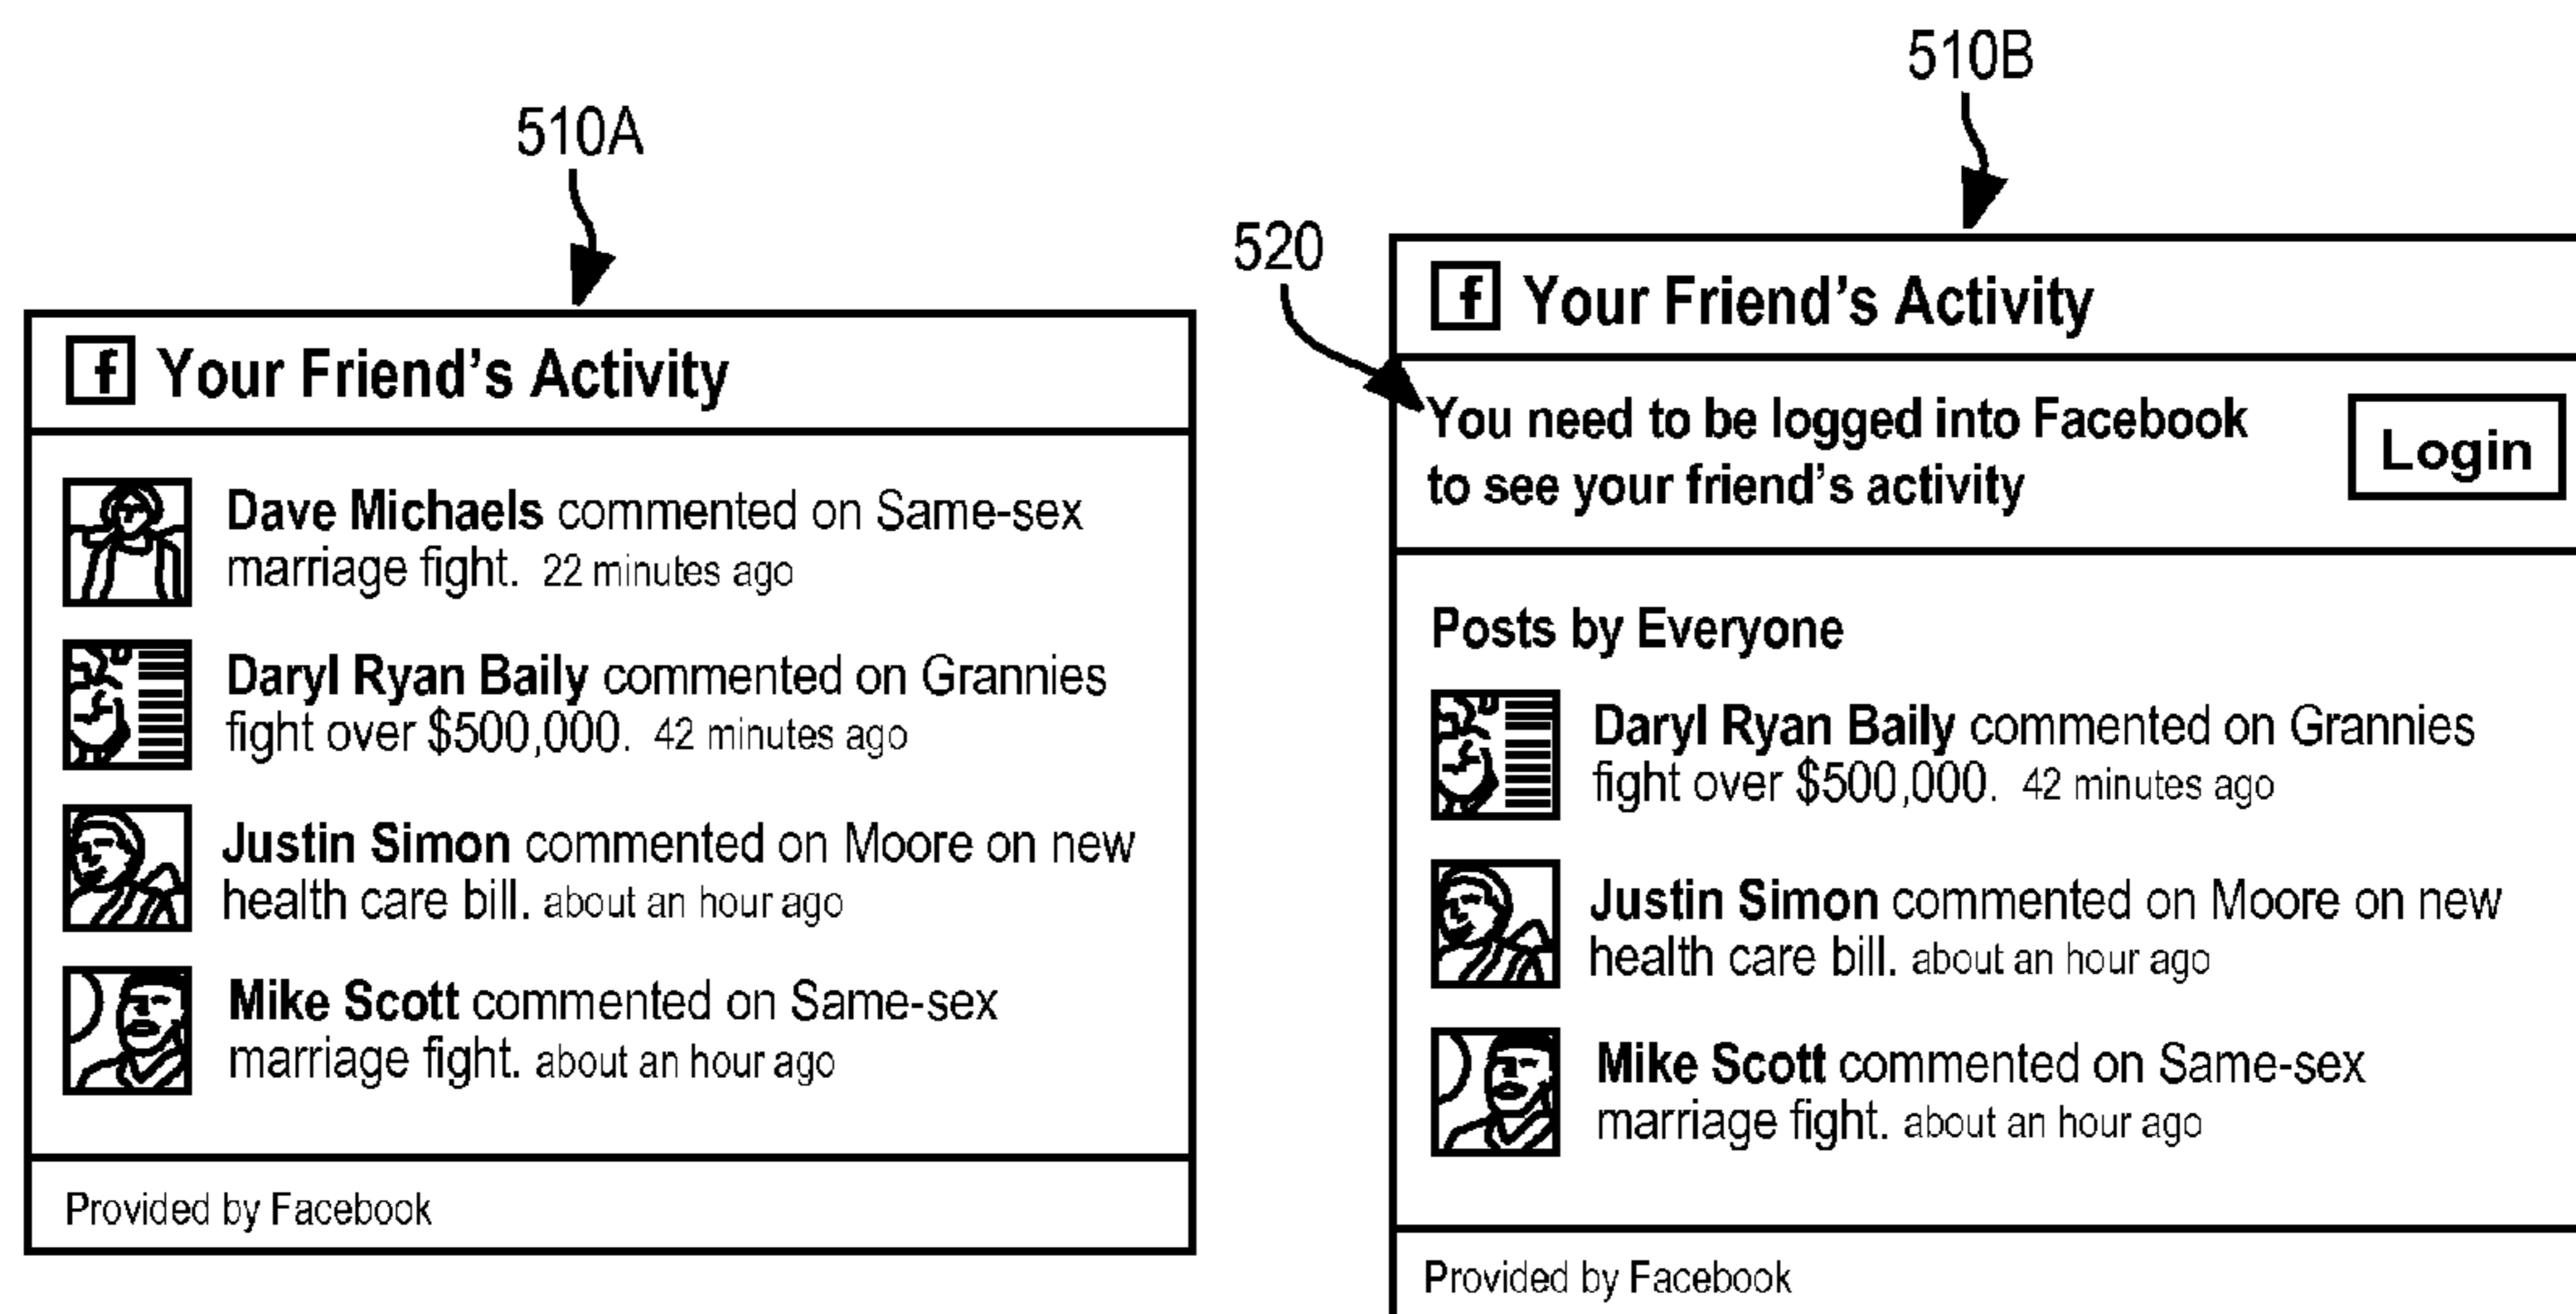 510A
f Your Friend's Activity
Dave Michaels commented on Same-sex
marriage fight. 22 minutes ago
Daryl Ryan Baily commented on Grannies
fight over $500,000. 42 minutes ago
Justin Simon commented on Moore on new
health care bill. about an hour ago
Mike Scott commented on Same-sex
marriage fight. about an hour ago
Provided by Facebook
510B
520
f Your Friend's Activity
You need to be logged into Facebook
to see your friend's activity
Login
Posts by Everyone
Daryl Ryan Baily commented on Grannies
fight over $500,000. 42 minutes ago
Justin Simon commented on Moore on new
health care bill. about an hour ago
Mike Scott commented on Same-sex
marriage fight. about an hour ago
Provided by Facebook